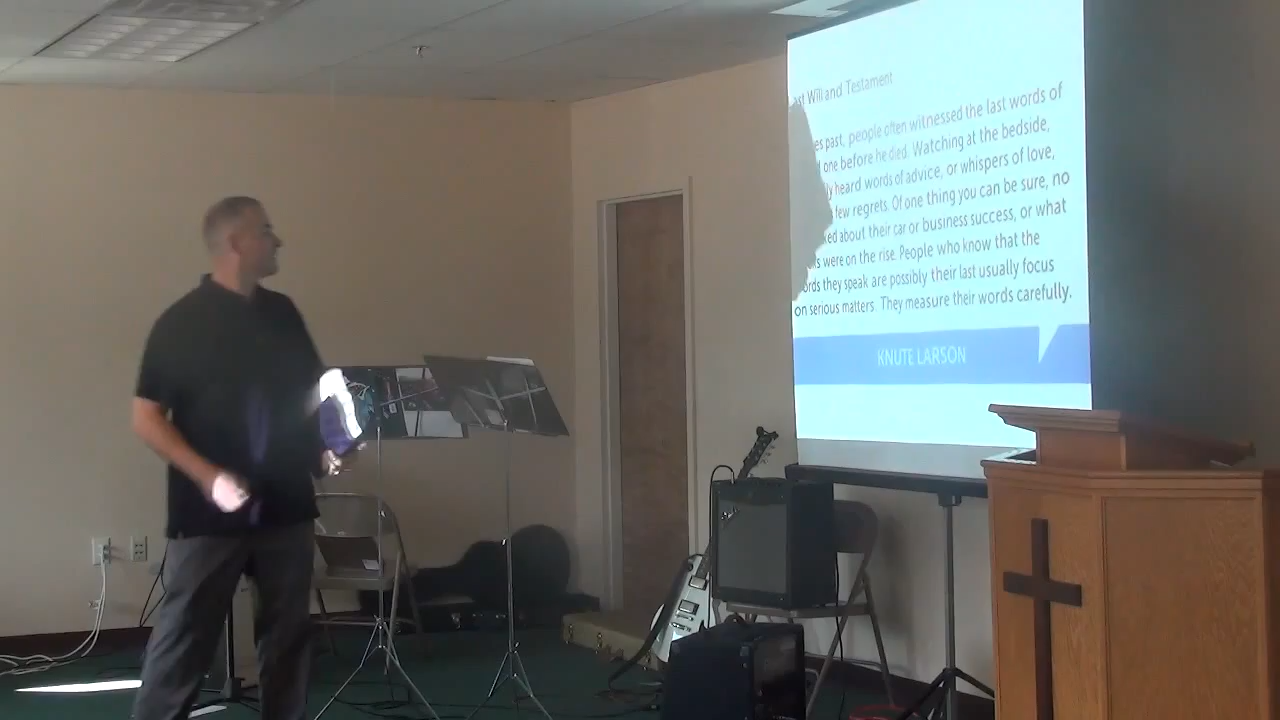 st Will and Testament
es past, people often witnessed the last words of
one before he died. Watching at the bedside,
ly heard words of advice, or whispers of love,
few regrets. Of one thing you can be sure, no
ed about their car or business success, or what
s were on the rise. People who know that the
ords they speak are possibly their last usually focus
on serious matters. They measure their words carefully.
KNUTE LARSON